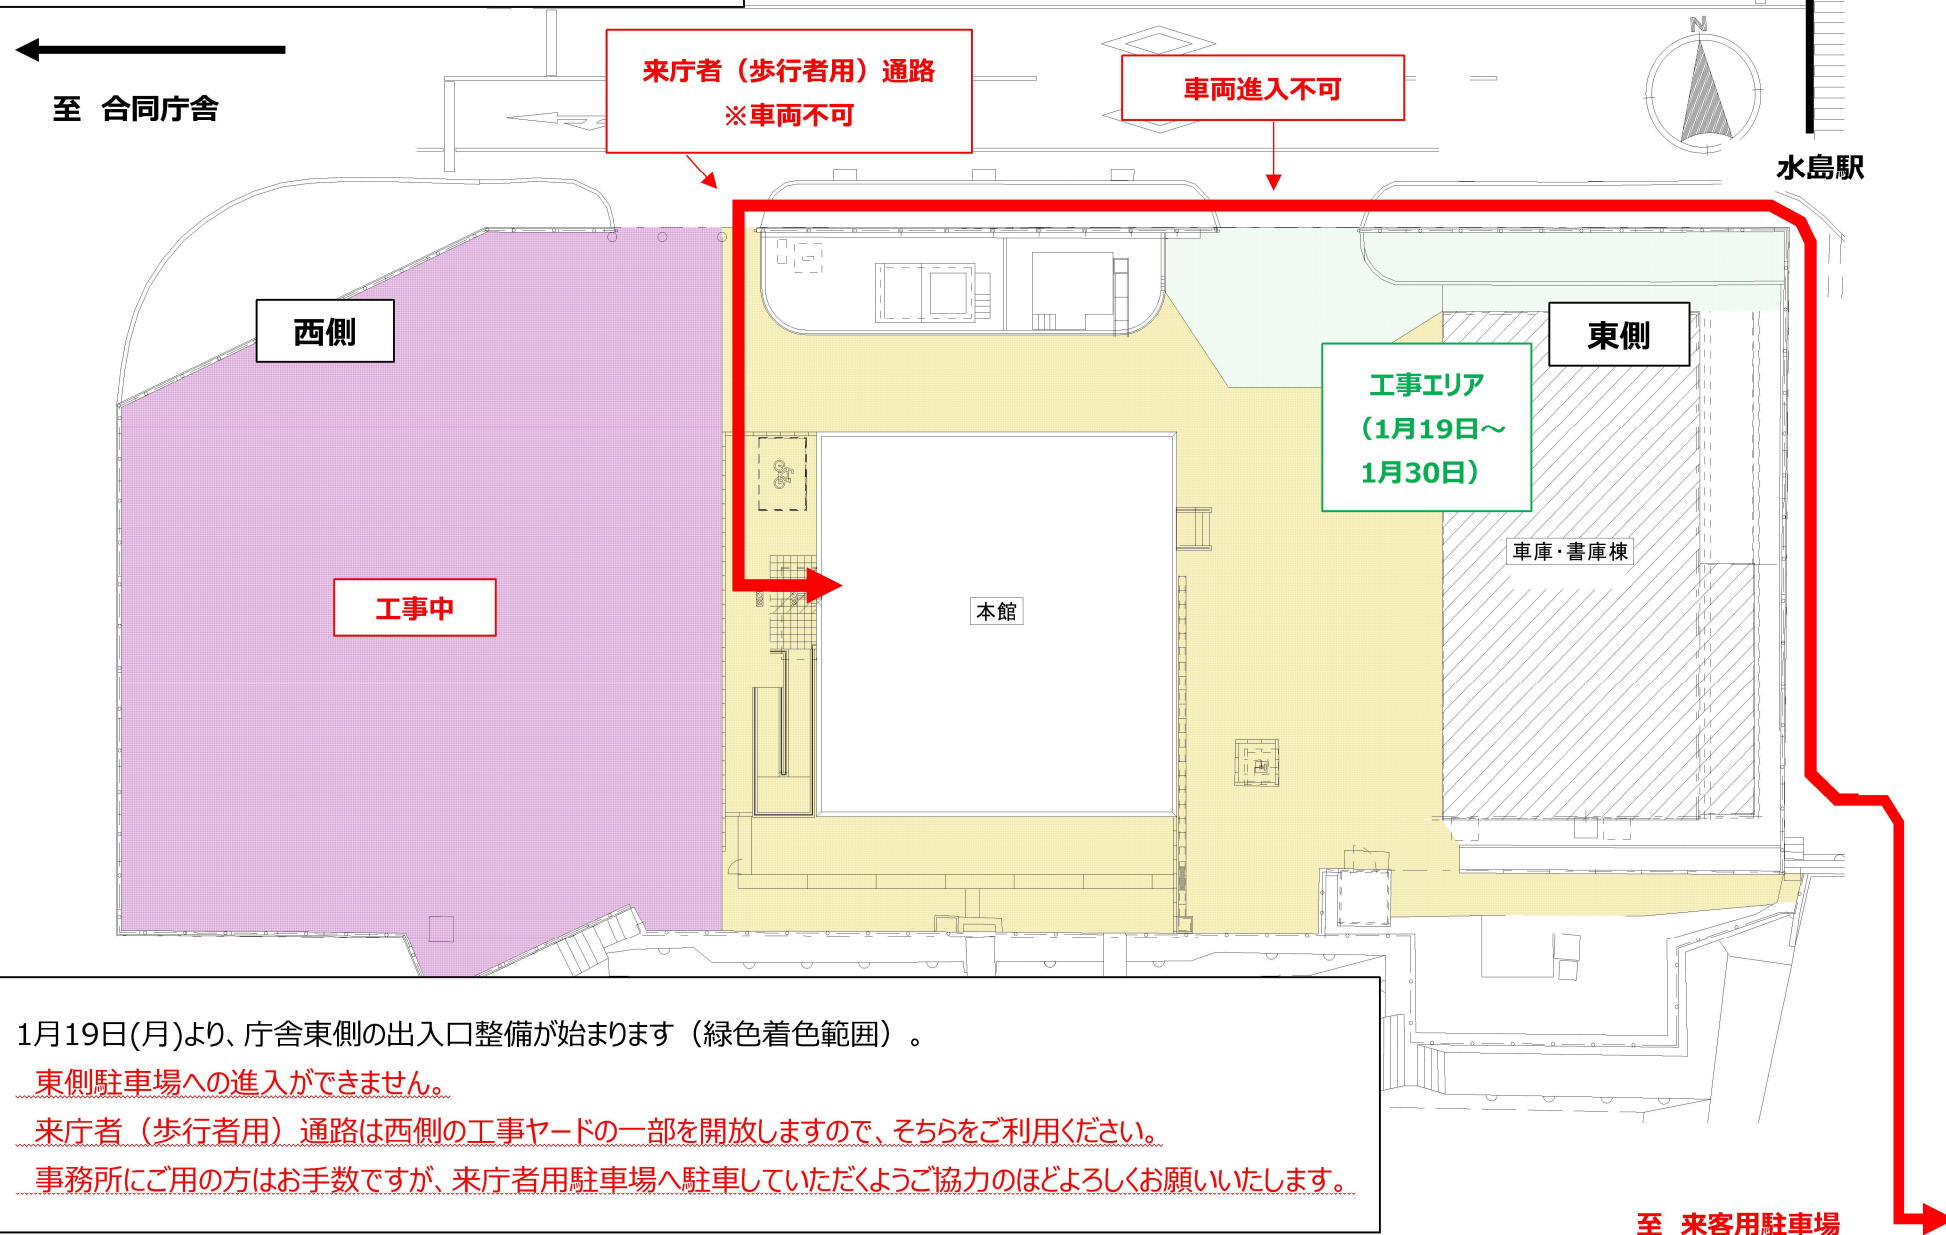 至 合同庁舎
来庁者（歩行者用）通路
※車両不可
車両進入不可
N
水島駅
西側
東側
工事エリア
（1月19日～
1月30日）
車庫・書庫棟
工事中
本館
1月19日(月)より、庁舎東側の出入口整備が始まります（緑色着色範囲）。
東側駐車場への進入ができません。
来庁者（歩行者用）通路は西側の工事ヤードの一部を開放しますので、そちらをご利用ください。
事務所にご用の方はお手数ですが、来庁者用駐車場へ駐車していただくようご協力のほどよろしくお願いいたします。
至 来客用駐車場